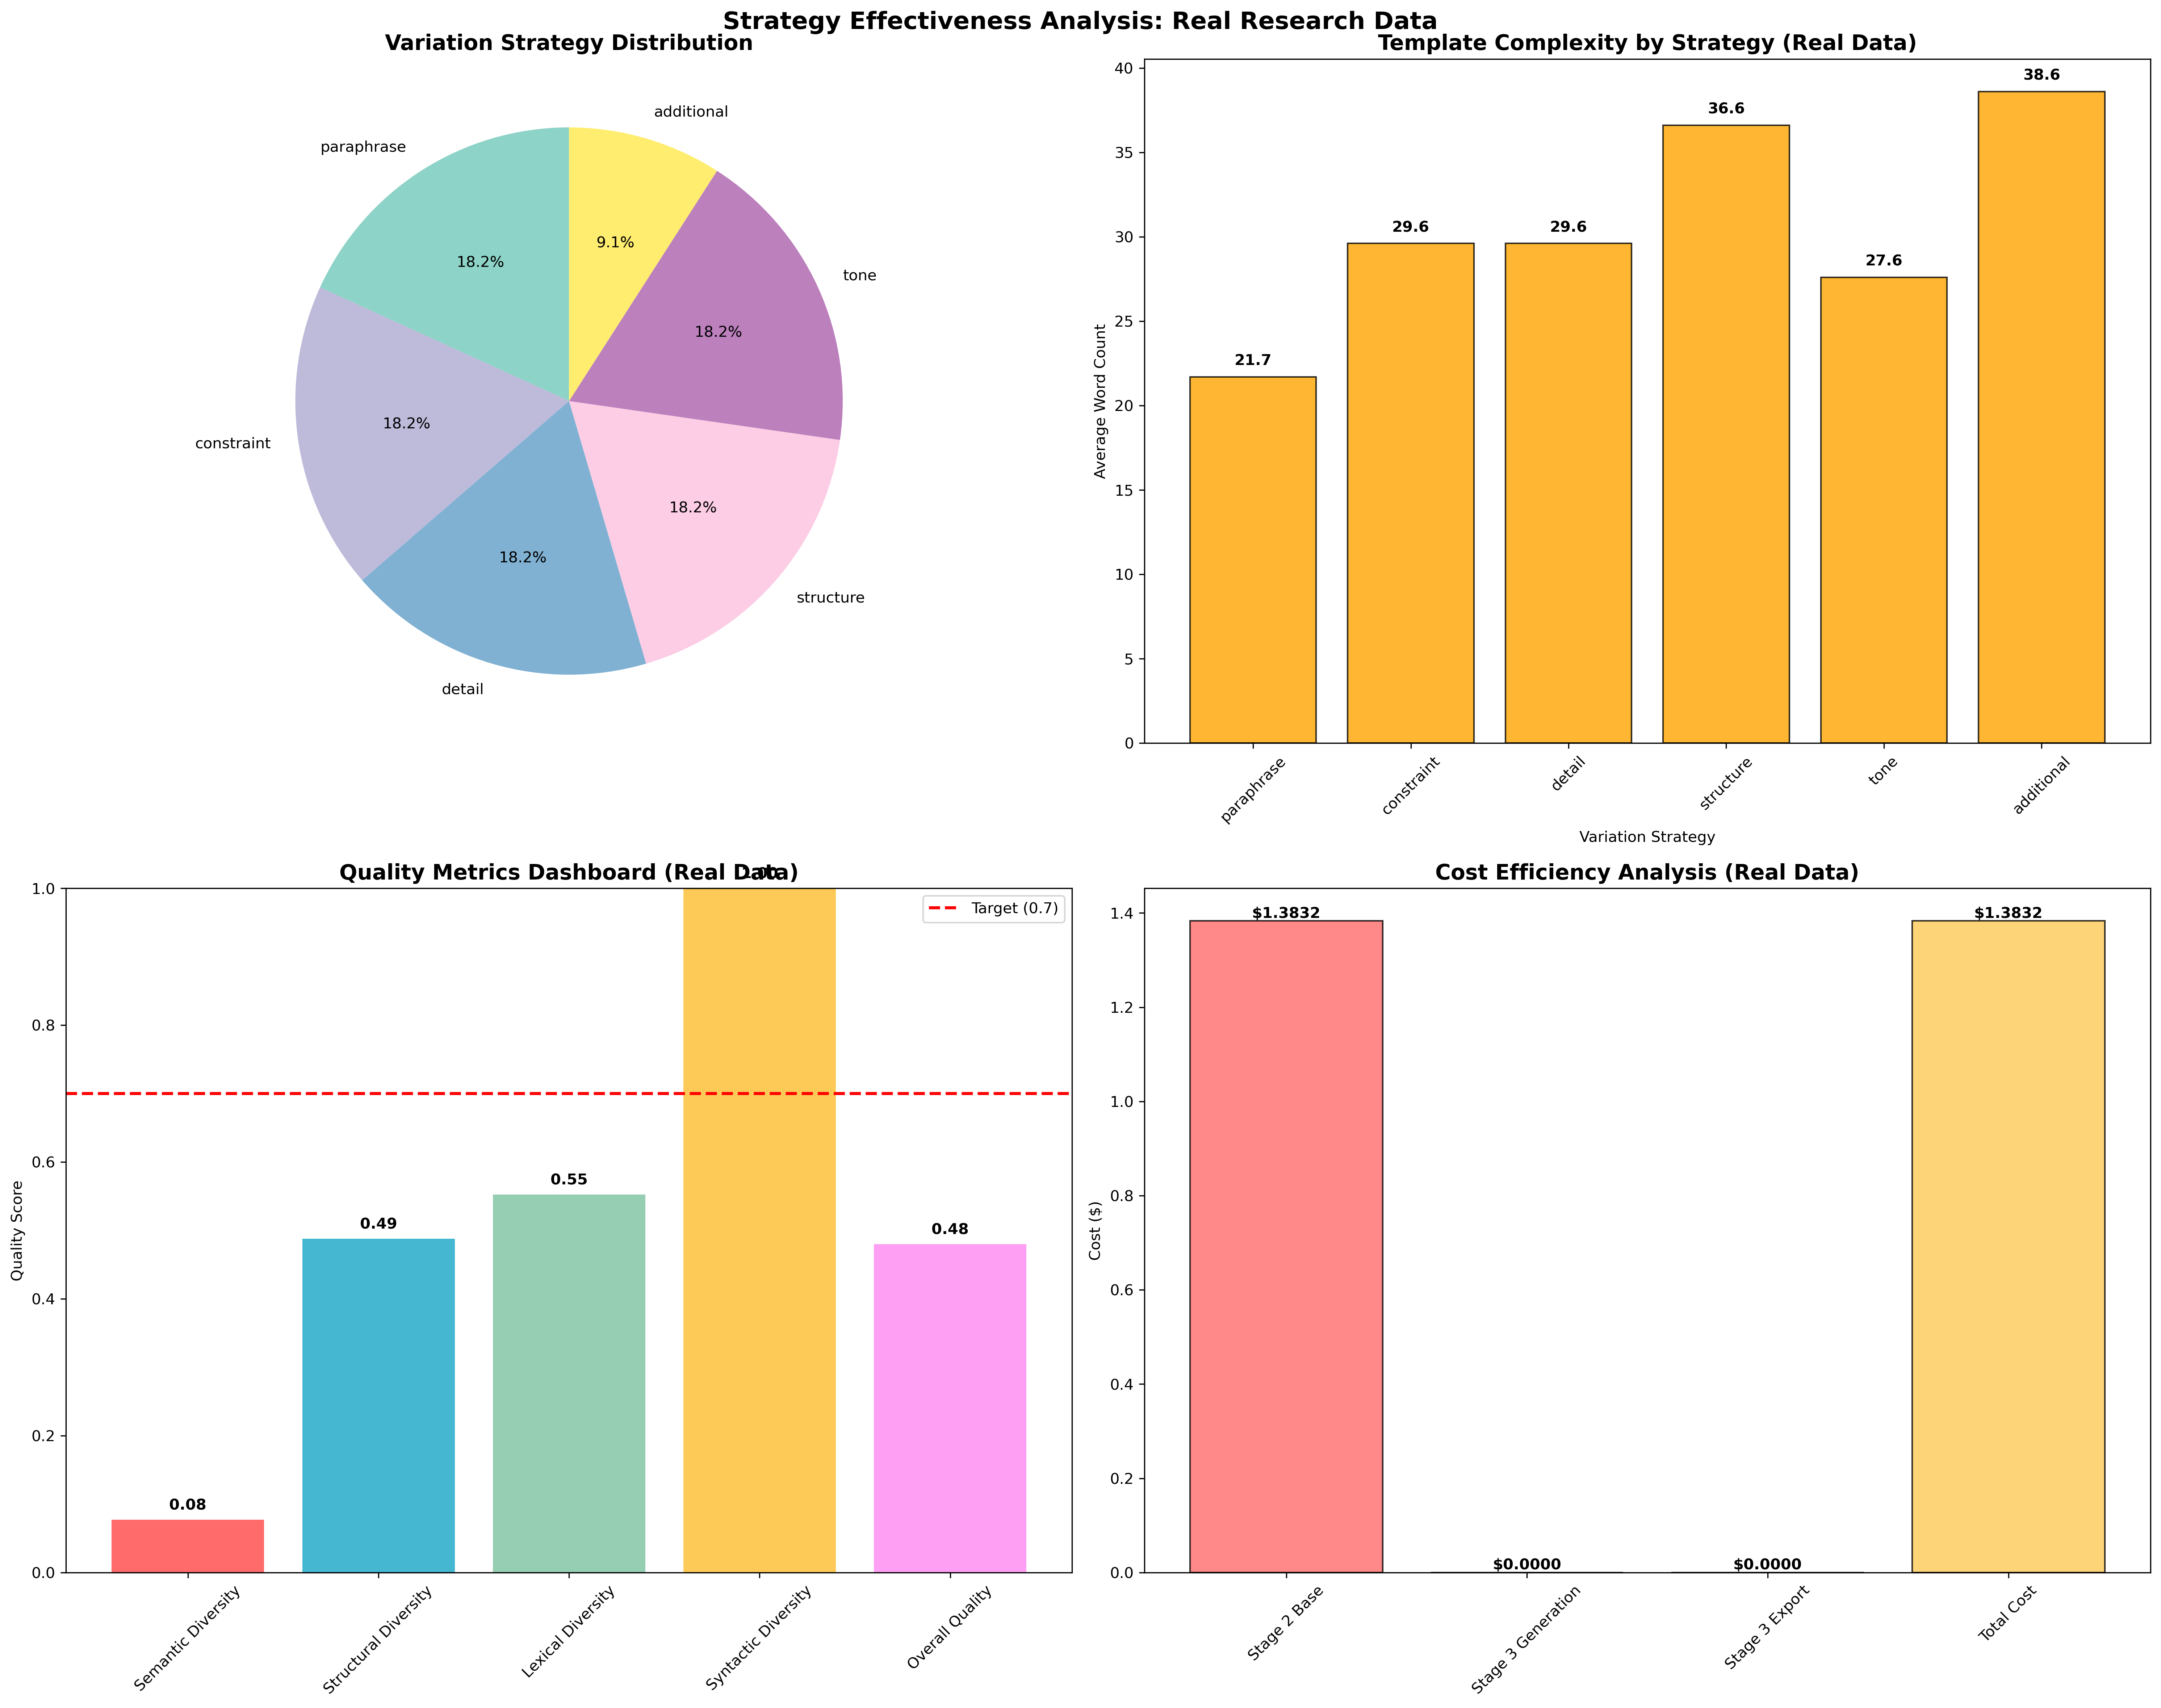 Strategy Effectiveness Analysis: Real Research Data
Variation Strategy Distribution
additional
paraphrase
9.1%
tone
18.2%
18.2%
18.2%
constraint
18.2%
18.2%
structure
detail
Template Complexity by Strategy (Real Data)
40
38.6
36.6
35
30
29.6
29.6
27.6
25
21.7
20
15
10
5
0
Average Word Count
paraphrase
constraint
detail
structure
tone
additional
Variation Strategy
Quality Metrics Dashboard (Real Data)
1.0
Target (0.7)
0.8
0.6
0.55
0.49
0.48
0.4
0.2
0.08
0.0
Quality Score
Semantic Diversity
Structural Diversity
Lexical Diversity
Syntactic Diversity
Overall Quality
Cost Efficiency Analysis (Real Data)
1.4
$1.3832
$1.3832
1.2
1.0
0.8
0.6
0.4
0.2
0.0
$0.0000
$0.0000
Cost ($)
Stage 2 Base
Stage 3 Generation
Stage 3 Export
Total Cost